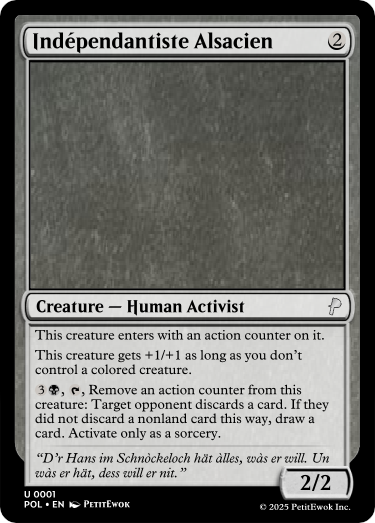 Indépendantiste Alsacien 2
Creature — Human Activist
This creature enters with an action counter on it.
This creature gets +1/+1 as long as you don’t
control a colored creature.
3, , Remove an action counter from this
creature: Target opponent discards a card. If they
did not discard a nonland card this way, draw a
card. Activate only as a sorcery.
“D’r Hans im Schnòckeloch hät àlles, wàs er will. Un
wàs er hät, dess will er nit.”
2/2
U 0001
POL • EN PetitEwok
© 2025 PetitEwok Inc.